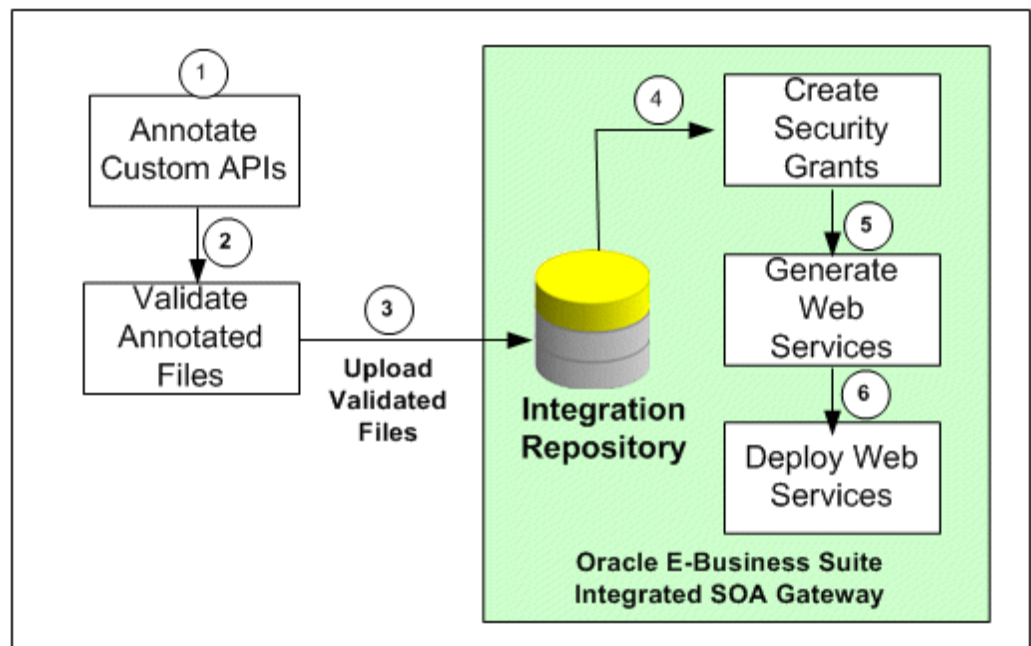 1
Annotate
Custom APIs
2
Validate
Annotated
Files
3
Upload
Validated
Files
Integration
Repository
4
Create
Security
Grants
5
Generate
Web
Services
6
Deploy Web
Services
Oracle E-Business Suite
Integrated SOA Gateway